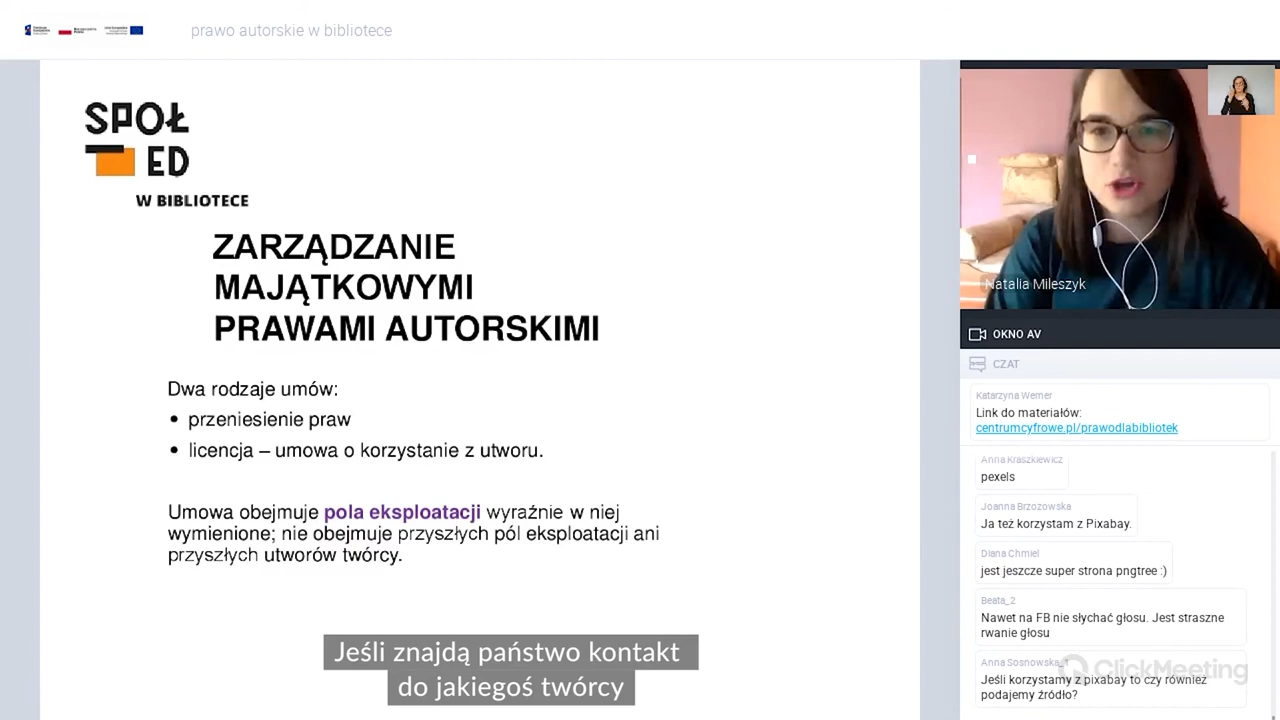 prawo autorskie w bibliotece
SPOŁ
ED
W BIBLIOTECE
ZARZĄDZANIE
MAJĄTKOWYMI
PRAWAMI AUTORSKIMI
Dwa rodzaje umów:
• przeniesienie praw
• licencja – umowa o korzystanie z utworu.
Umowa obejmuje pola eksploatacji wyraźnie w niej
wymienione; nie obejmuje przyszłych pól eksploatacji ani
przyszłych utworów twórcy.
Jeśli znajdą państwo kontakt
do jakiegoś twórcy
Natalia Mileszyk
OKNO AV
CZAT
Katarzyna Werner
Link do materiałów:
centrumcyfrowe.pl/prawodlabibliotek
Anna Kraszkiewicz
pexels
Joanna Brzozowska
Ja też korzystam z Pixabay.
Diana Chmiel
jest jeszcze super strona pngtree :)
Beata_2
Nawet na FB nie słychać głosu. Jest straszne
rwanie głosu
Anna Sosnowska_1
Jeśli korzystamy z pixabay to czy również
podajemy źródło?
ClickMeeting